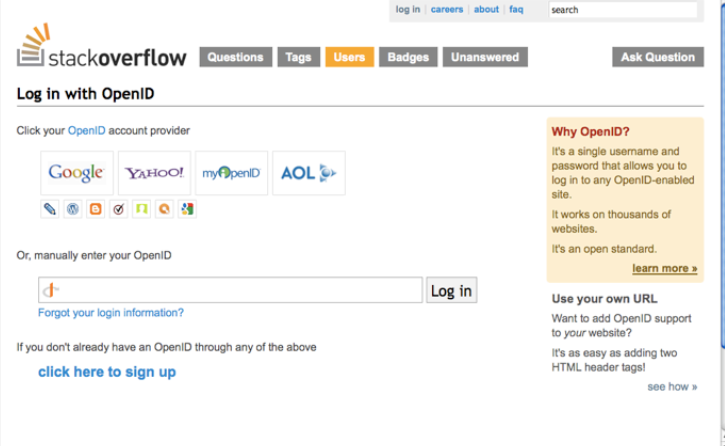 log in | careers | about | faq
search
stackoverflow
Questions
Tags
Users
Badges
Unanswered
Ask Question
Log in with OpenID
Click your OpenID account provider
Google
YAHOO!
myOpenID
AOL
Or, manually enter your OpenID
Log in
Forgot your login information?
If you don't already have an OpenID through any of the above
click here to sign up
Why OpenID?
It's a single username and
password that allows you to
log in to any OpenID-enabled
site.
It works on thousands of
websites.
It's an open standard.
learn more »
Use your own URL
Want to add OpenID support
to your website?
It's as easy as adding two
HTML header tags!
see how »